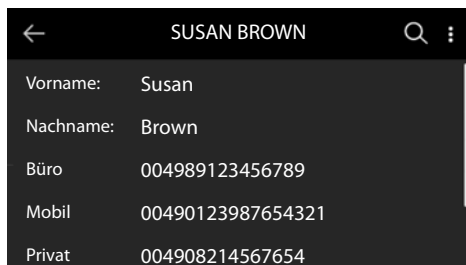 SUSAN BROWN
Vorname: Susan
Nachname: Brown
Büro 004989123456789
Mobil 00490123987654321
Privat 004908214567654